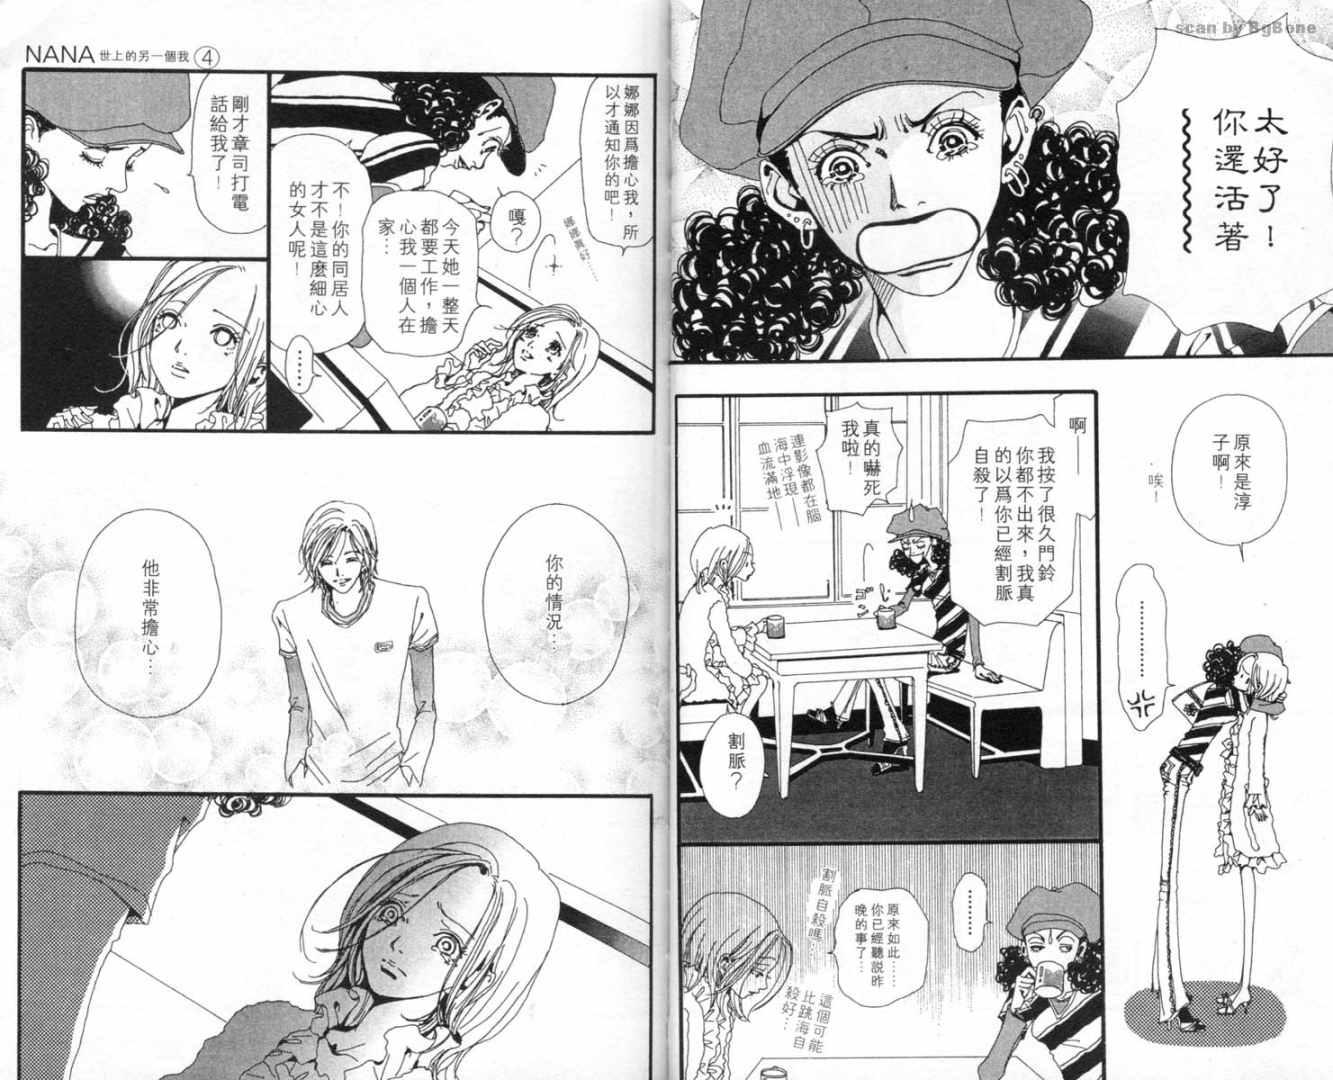 scan by BgBone
太好了！
你還活著
原來是淳
子啊！
唉！
…………
啊
我按了很久門鈴
你都不出來，我真
的以爲你已經割脈
自殺了！
真的嚇死
我啦！
連影像都在腦
海中浮現
血流滿地
ゴン
割脈？
………
原來如此……
你已經聽説昨
晚的事了…
割脈自殺嗎…
這個可能
比跳海自
殺好…
NANA 世上的另一個我 4
娜娜因爲擔心我，所
以才通知你的吧！
嘎？
娜娜真好……
今天她一整天
都要工作，擔
心我一個人在
家…
不！你的同居人
才不是這麼細心
的女人呢！
……
剛才章司打電
話給我了！
你的情況…
他非常擔心…